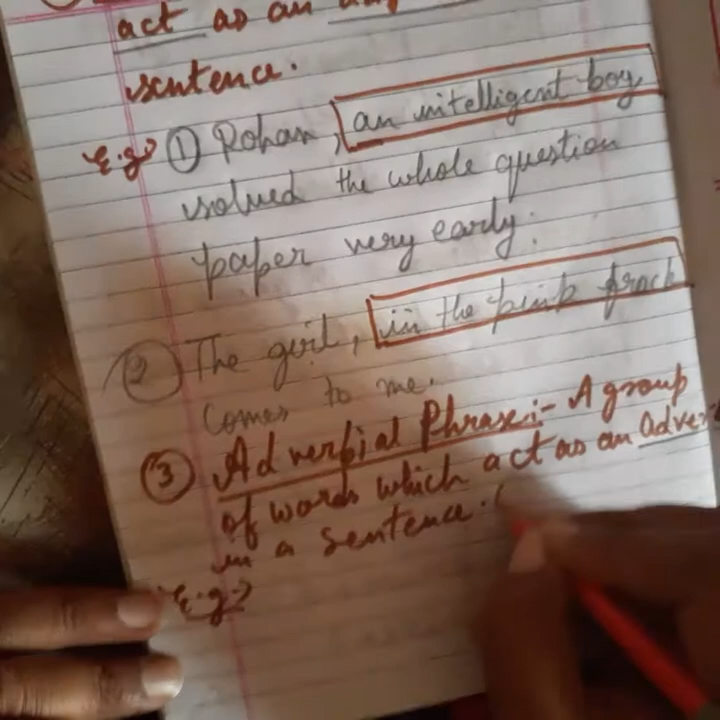 act as an
sentence.
E.g→ ① Rohan, an intelligent boy
solved the whole question
paper very early.
② The girl, in the pink frock
comes to me.
③ Adverbial Phrase:- A group
of words which act as an Adver
in a sentence. (
E.g→